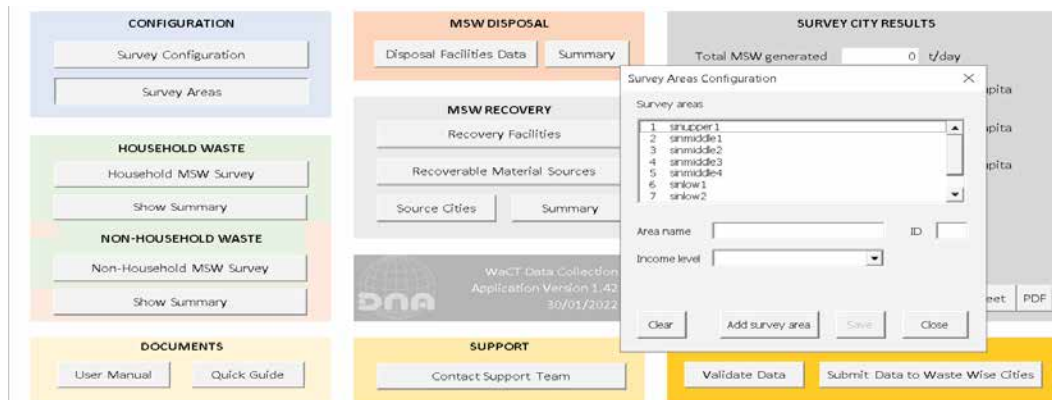 CONFIGURATION
Survey Configuration
Survey Areas
HOUSEHOLD WASTE
Household MSW Survey
Show Summary
NON-HOUSEHOLD WASTE
Non-Household MSW Survey
Show Summary
DOCUMENTS
User Manual
Quick Guide
MSW DISPOSAL
Disposal Facilities Data
Summary
MSW RECOVERY
Recovery Facilities
Recoverable Material Sources
Source Cities
Summary
DNA
WaCT Data Collection
Application Version 1.42
30/01/2022
SUPPORT
Contact Support Team
SURVEY CITY RESULTS
Total MSW generated 0 t/day
apita
apita
apita
eet
PDF
Validate Data
Submit Data to Waste Wise Cities
Survey Areas Configuration
Survey areas
1 sinupper1
2 sinmiddle1
3 sinmiddle2
4 sinmiddle3
5 sinmiddle4
6 sinlow1
7 sinlow2
Area name
ID
Income level
Clear
Add survey area
Save
Close